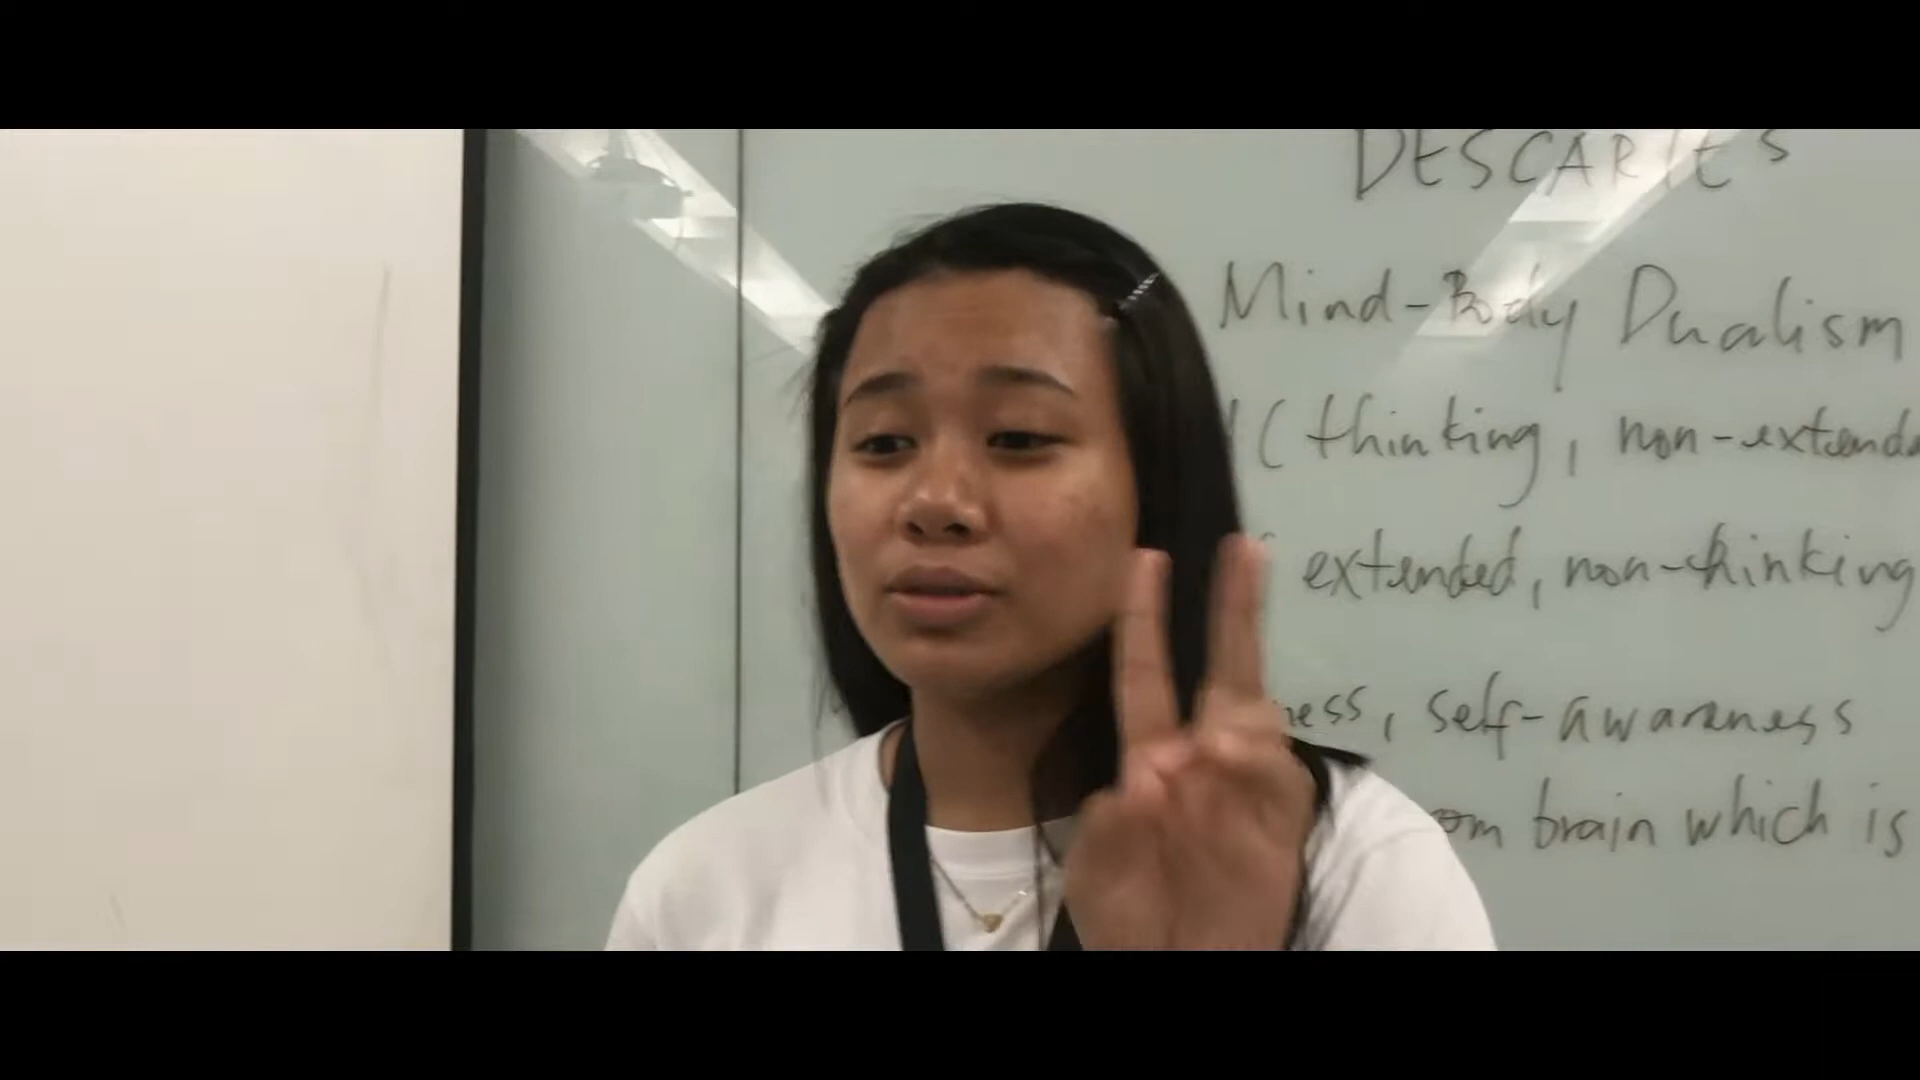 DESCARTES
Mind-Body Dualism
(thinking, non-extende
extended, non-thinking
ness, self-awareness
om brain which is